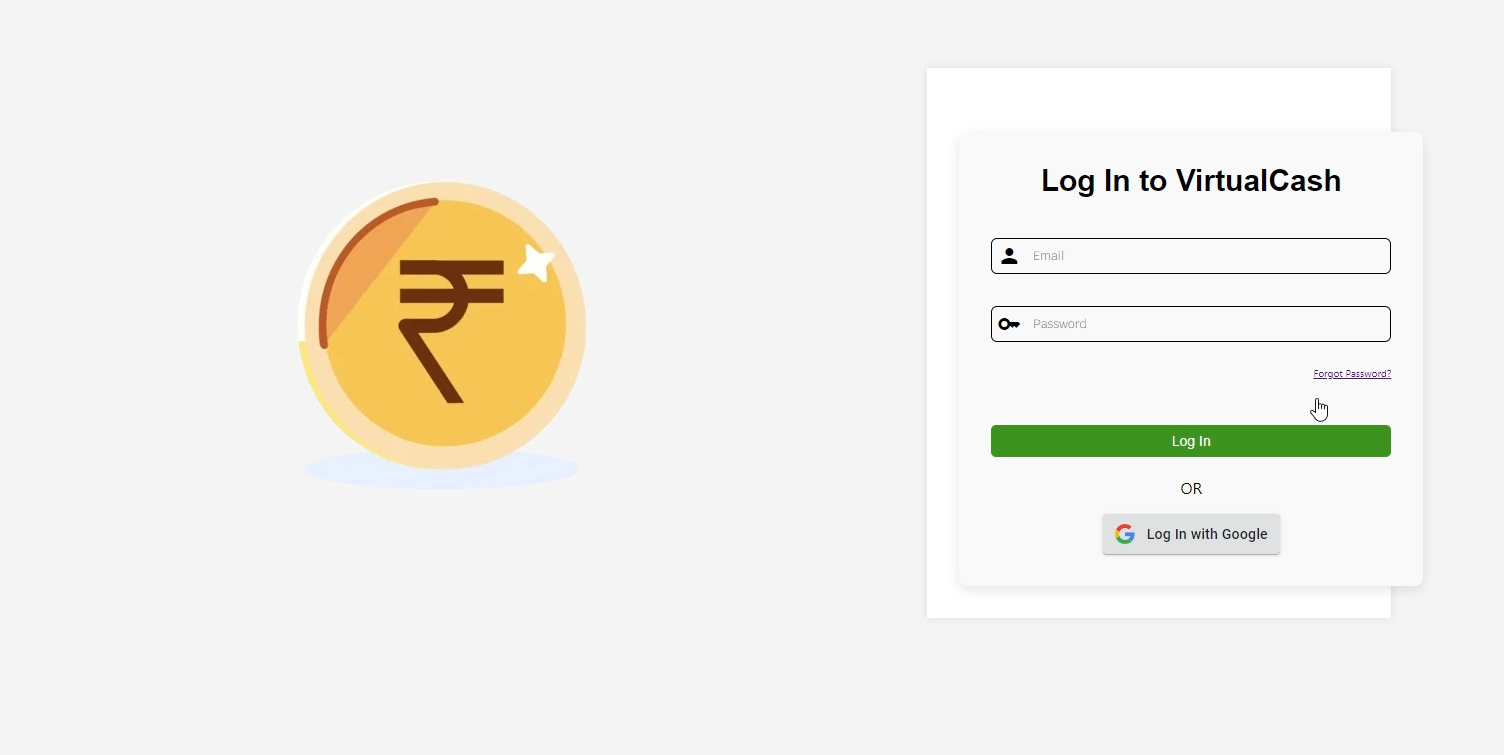 ₹
Log In to VirtualCash
Email
Password
Forgot Password?
Log In
OR
Log In with Google